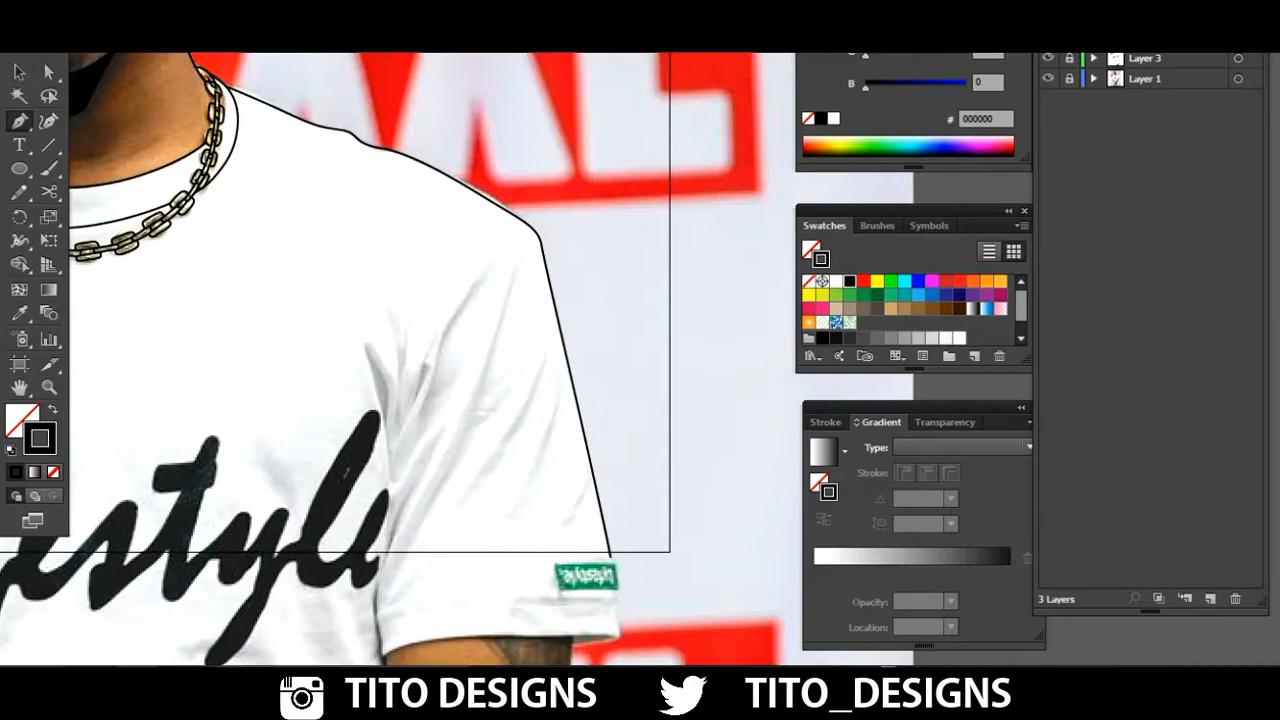 Layer 3
Layer 1
B
0
#
000000
Swatches
Brushes
Symbols
Stroke
Gradient
Transparency
Type:
Stroke:
Opacity:
Location:
3 Layers
T
TITO DESIGNS
TITO_DESIGNS